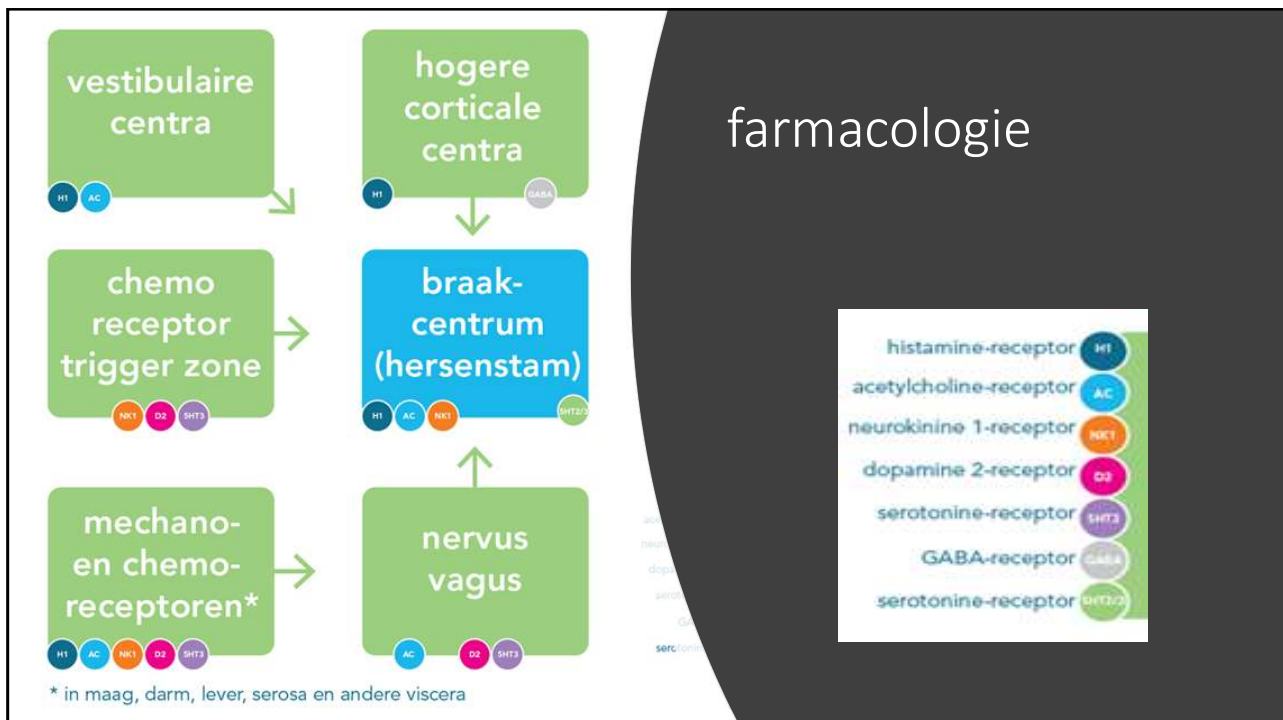 vestibulaire
centra
H1 AC
hogere
corticale
centra
H1 GABA
farmacologie
chemo
receptor
trigger zone
NK1 D2 5HT3
braak-
centrum
(hersenstam)
H1 AC NK1 5HT2/3
mechano-
en chemo-
receptoren*
H1 AC NK1 D2 5HT3
nervus
vagus
AC D2 5HT3
* in maag, darm, lever, serosa en andere viscera
histamine-receptor H1
acetylcholine-receptor AC
neurokinine 1-receptor NK1
dopamine 2-receptor D2
serotonine-receptor 5HT3
GABA-receptor GABA
serotonine-receptor 5HT2/3